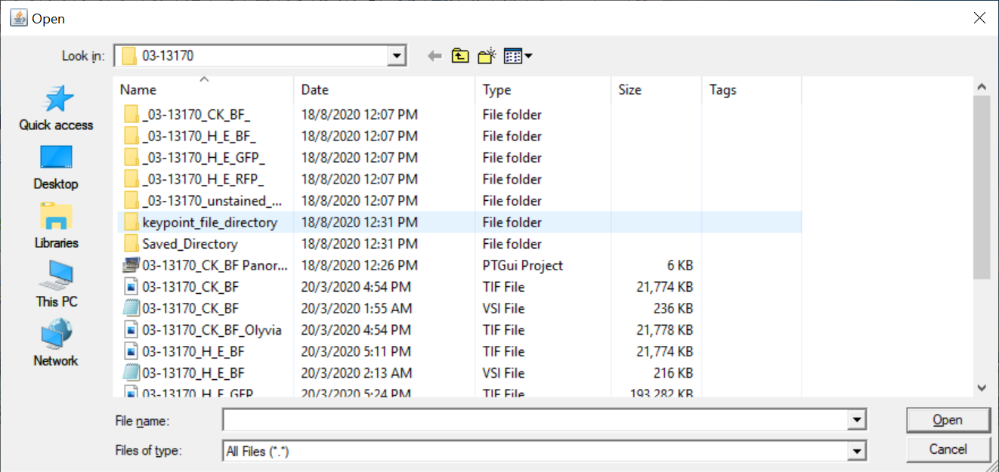 Open
Look in: 03-13170
Name Date Type Size Tags
_03-13170_CK_BF_ 18/8/2020 12:07 PM File folder
_03-13170_H_E_BF_ 18/8/2020 12:07 PM File folder
_03-13170_H_E_GFP_ 18/8/2020 12:07 PM File folder
_03-13170_H_E_RFP_ 18/8/2020 12:07 PM File folder
_03-13170_unstained_... 18/8/2020 12:07 PM File folder
keypoint_file_directory 18/8/2020 12:31 PM File folder
Saved_Directory 18/8/2020 12:31 PM File folder
03-13170_CK_BF Panor... 18/8/2020 12:26 PM PTGui Project 6 KB
03-13170_CK_BF 20/3/2020 4:54 PM TIF File 21,774 KB
03-13170_CK_BF 20/3/2020 1:55 AM VSI File 236 KB
03-13170_CK_BF_Olyvia 20/3/2020 4:54 PM TIF File 21,778 KB
03-13170_H_E_BF 20/3/2020 5:11 PM TIF File 21,774 KB
03-13170_H_E_BF 20/3/2020 2:13 AM VSI File 216 KB
03-13170_H_E_GFP 20/3/2020 5:24 PM TIF File 193,282 KB
Quick access
Desktop
Libraries
This PC
Network
File name:
Open
Files of type: All Files (*.*)
Cancel